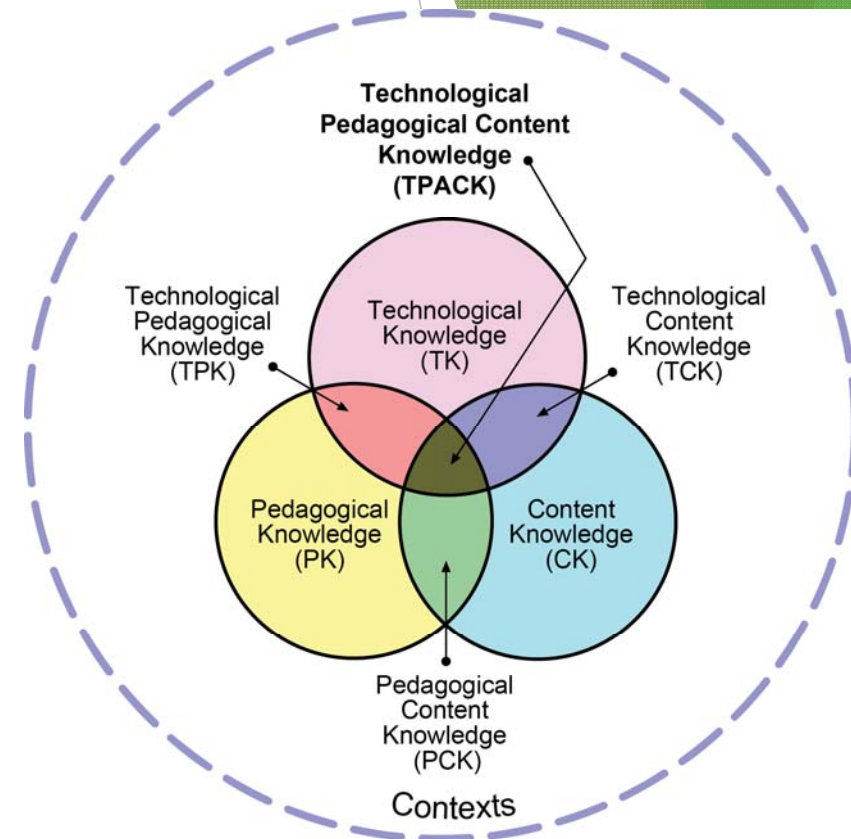 Technological
Pedagogical Content
Knowledge
(TPACK)
Technological
Pedagogical
Knowledge
(TPK)
Technological
Knowledge
(TK)
Technological
Content
Knowledge
(TCK)
Pedagogical
Knowledge
(PK)
Content
Knowledge
(CK)
Pedagogical
Content
Knowledge
(PCK)
Contexts